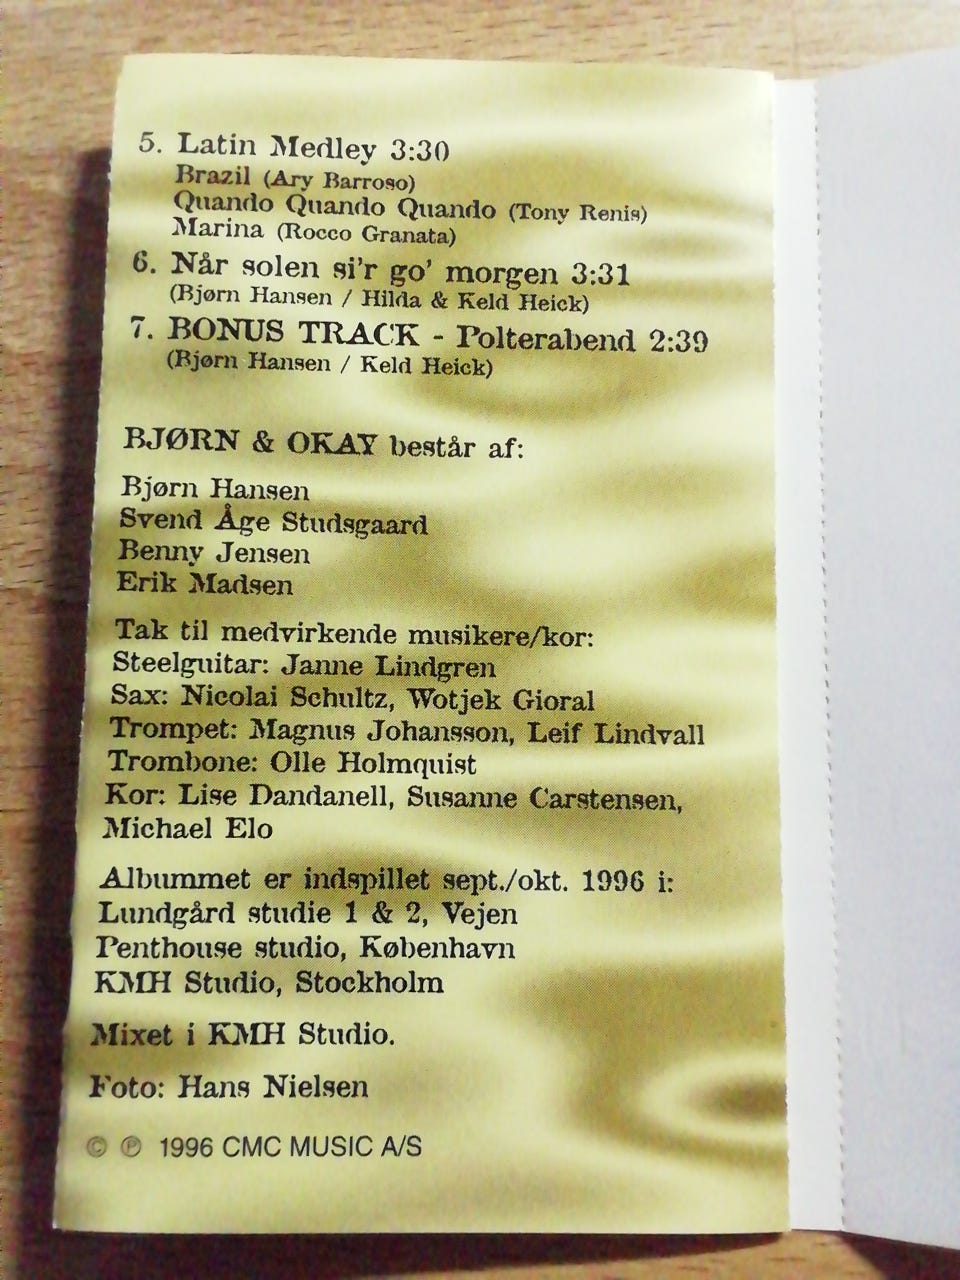 5. Latin Medley 3:30
Brazil (Ary Barroso)
Quando Quando Quando (Tony Renis)
Marina (Rocco Granata)
6. Når solen si'r go' morgen 3:31
(Bjørn Hansen / Hilda & Keld Heick)
7. BONUS TRACK - Polterabend 2:39
(Bjørn Hansen / Keld Heick)
BJØRN & OKAY består af:
Bjørn Hansen
Svend Åge Studsgaard
Benny Jensen
Erik Madsen
Tak til medvirkende musikere/kor:
Steelguitar: Janne Lindgren
Sax: Nicolai Schultz, Wotjek Gioral
Trompet: Magnus Johansson, Leif Lindvall
Trombone: Olle Holmquist
Kor: Lise Dandanell, Susanne Carstensen,
Michael Elo
Albummet er indspillet sept./okt. 1996 i:
Lundgård studie 1 & 2, Vejen
Penthouse studio, København
KMH Studio, Stockholm
Mixet i KMH Studio.
Foto: Hans Nielsen
© ℗ 1996 CMC MUSIC A/S